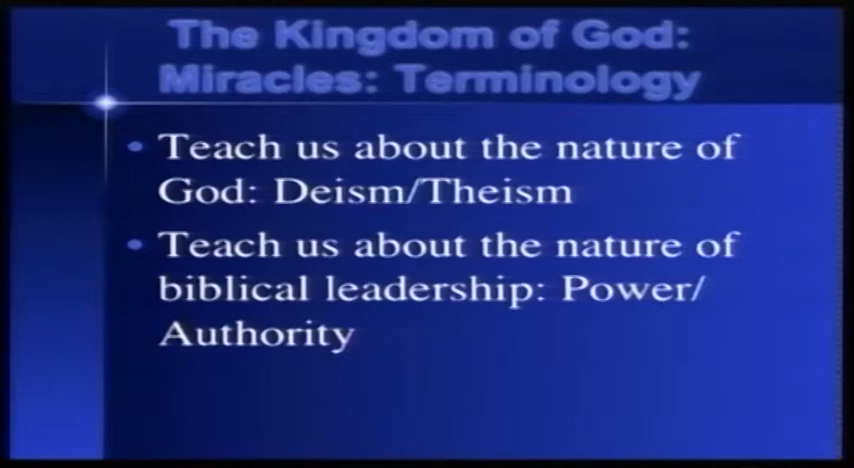 The Kingdom of God:
Miracles: Terminology
• Teach us about the nature of
God: Deism/Theism
• Teach us about the nature of
biblical leadership: Power/
Authority